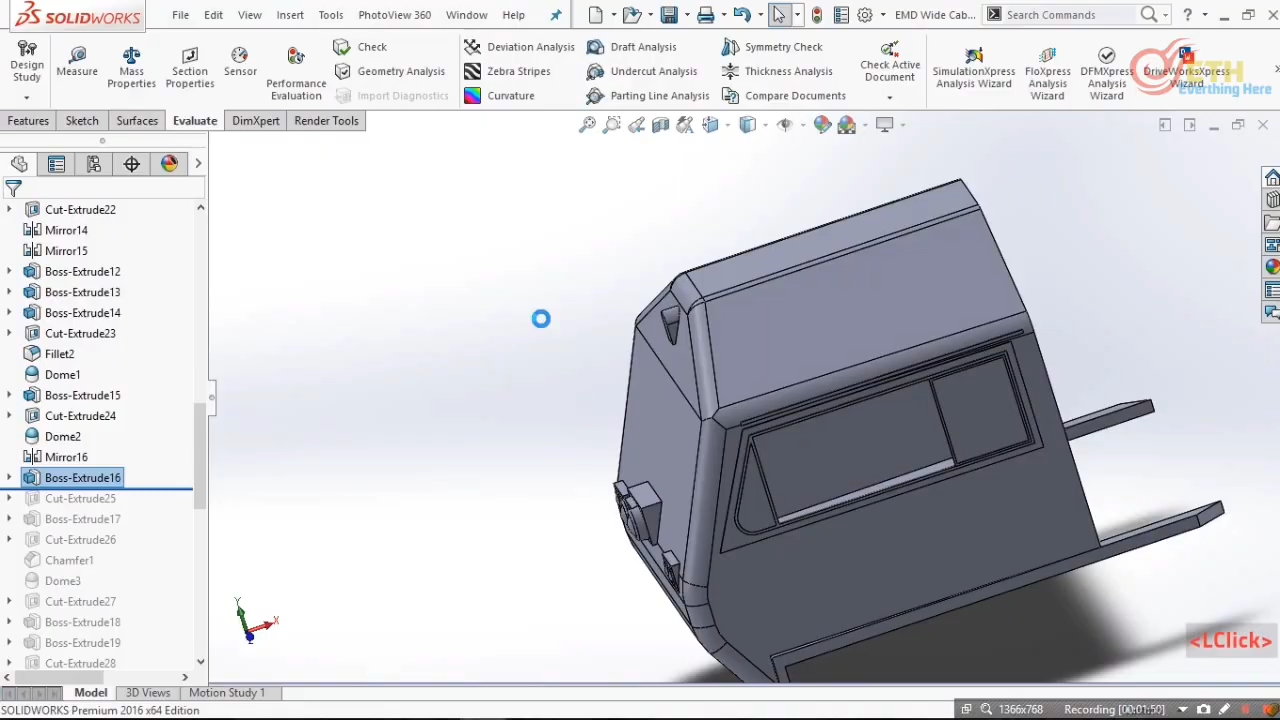 SOLIDWORKS
File Edit View Insert Tools PhotoView 360 Window Help
EMD Wide Cab...
Search Commands
Design Study
Measure
Mass Properties
Section Properties
Sensor
Performance Evaluation
Check
Geometry Analysis
Import Diagnostics
Deviation Analysis
Zebra Stripes
Curvature
Draft Analysis
Undercut Analysis
Parting Line Analysis
Symmetry Check
Thickness Analysis
Compare Documents
Check Active Document
SimulationXpress Analysis Wizard
FloXpress Analysis Wizard
DFMXpress Analysis Wizard
DriveWorksXpress Wizard
ETH
Everthing Here
Features Sketch Surfaces Evaluate DimXpert Render Tools
Cut-Extrude22
Mirror14
Mirror15
Boss-Extrude12
Boss-Extrude13
Boss-Extrude14
Cut-Extrude23
Fillet2
Dome1
Boss-Extrude15
Cut-Extrude24
Dome2
Mirror16
Boss-Extrude16
Cut-Extrude25
Boss-Extrude17
Cut-Extrude26
Chamfer1
Dome3
Cut-Extrude27
Boss-Extrude18
Boss-Extrude19
Cut-Extrude28
Y
X
Z
<LClick>
Model 3D Views Motion Study 1
SOLIDWORKS Premium 2016 x64 Edition
1366x768 Recording [00:01:50]